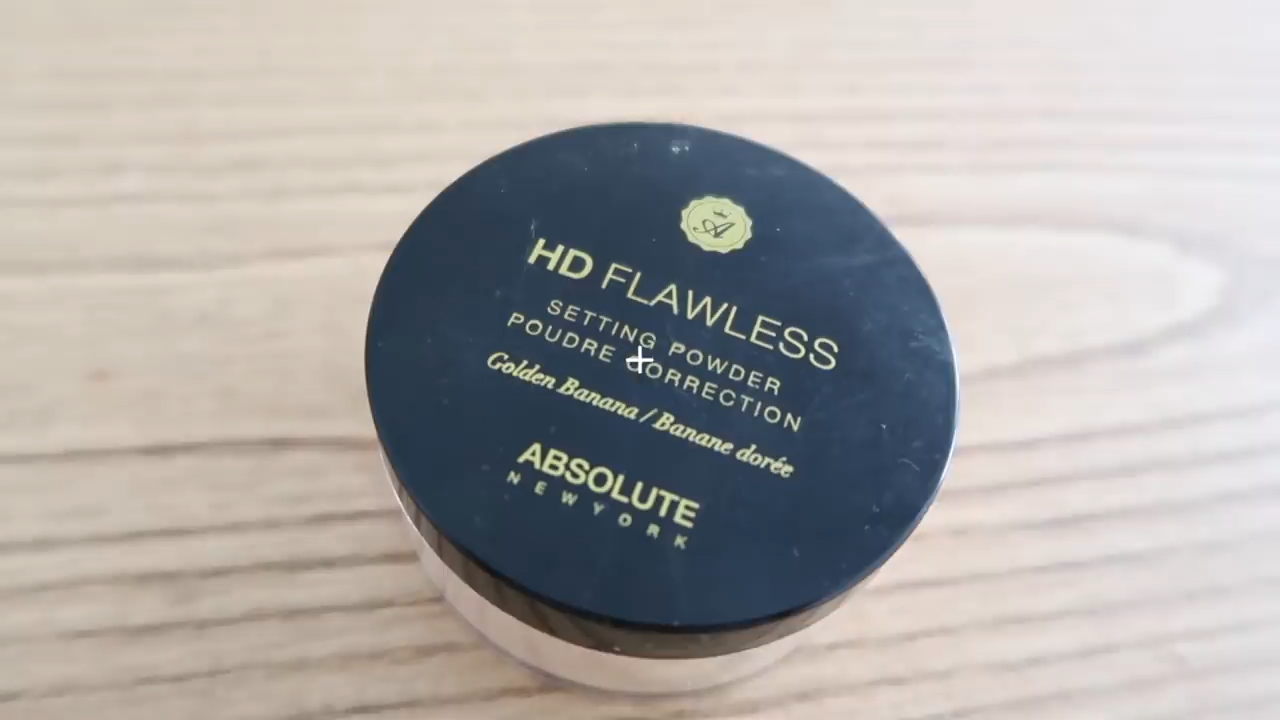 A
HD FLAWLESS
SETTING POWDER
POUDRE CORRECTION
Golden Banana / Banane dorée
ABSOLUTE
NEW YORK